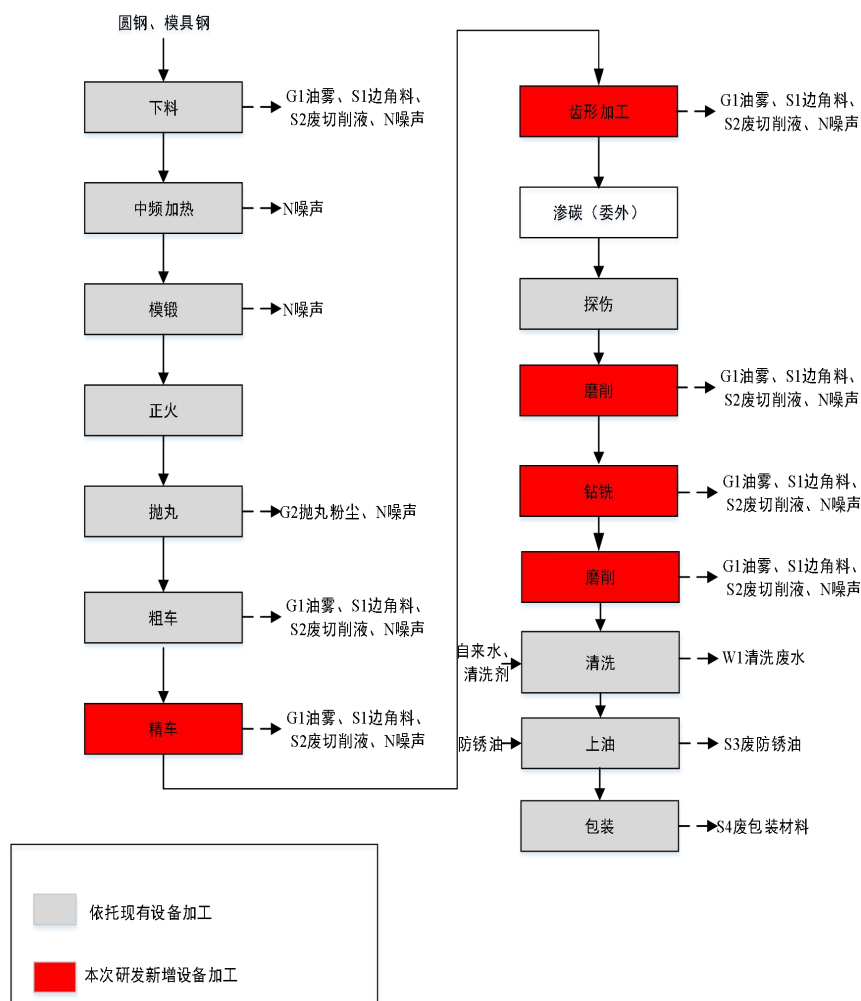 圆钢、模具钢
下料
G1油雾、S1边角料、
S2废切削液、N噪声
中频加热
N噪声
模锻
N噪声
正火
抛丸
G2抛丸粉尘、N噪声
粗车
G1油雾、S1边角料、
S2废切削液、N噪声
精车
G1油雾、S1边角料、
S2废切削液、N噪声
齿形加工
G1油雾、S1边角料、
S2废切削液、N噪声
渗碳（委外）
探伤
磨削
G1油雾、S1边角料、
S2废切削液、N噪声
钻铣
G1油雾、S1边角料、
S2废切削液、N噪声
磨削
G1油雾、S1边角料、
S2废切削液、N噪声
自来水、
清洗剂
清洗
W1清洗废水
防锈油
上油
S3废防锈油
包装
S4废包装材料
依托现有设备加工
本次研发新增设备加工